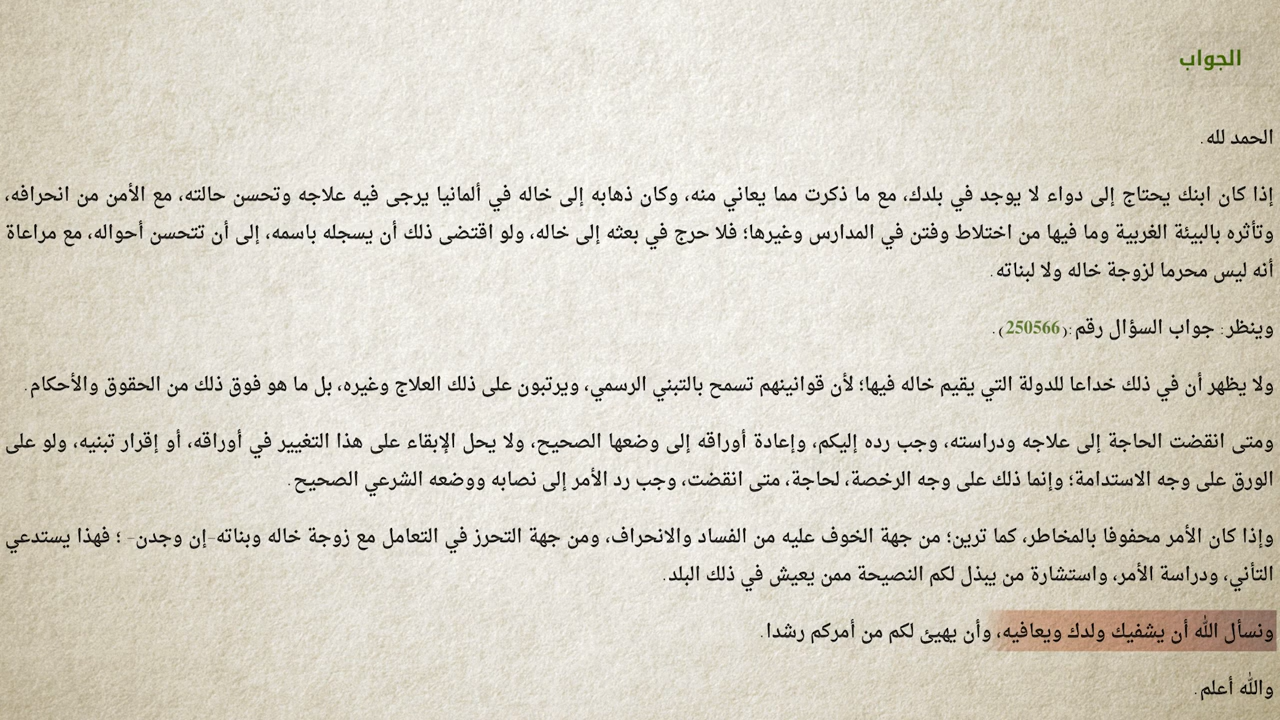 الجواب
الحمد لله.
إذا كان ابنك يحتاج إلى دواء لا يوجد في بلدك، مع ما ذكرت مما يعاني منه، وكان ذهابه إلى خاله في ألمانيا يرجى فيه علاجه وتحسن حالته، مع الأمن من انحرافه،
وتأثره بالبيئة الغربية وما فيها من اختلاط وفتن في المدارس وغيرها؛ فلا حرج في بعثه إلى خاله، ولو اقتضى ذلك أن يسجله باسمه، إلى أن تتحسن أحواله، مع مراعاة
أنه ليس محرما لزوجة خاله ولا لبناته.
وينظر: جواب السؤال رقم:(250566).
ولا يظهر أن في ذلك خداعا للدولة التي يقيم خاله فيها؛ لأن قوانينهم تسمح بالتبني الرسمي، ويرتبون على ذلك العلاج وغيره، بل ما هو فوق ذلك من الحقوق والأحكام.
ومتى انقضت الحاجة إلى علاجه ودراسته، وجب رده إليكم، وإعادة أوراقه إلى وضعها الصحيح، ولا يحل الإبقاء على هذا التغيير في أوراقه، أو إقرار تبنيه، ولو على
الورق على وجه الاستدامة؛ وإنما ذلك على وجه الرخصة، لحاجة، متى انقضت، وجب رد الأمر إلى نصابه ووضعه الشرعي الصحيح.
وإذا كان الأمر محفوفا بالمخاطر، كما ترين؛ من جهة الخوف عليه من الفساد والانحراف، ومن جهة التحرز في التعامل مع زوجة خاله وبناته-إن وجدن- ؛ فهذا يستدعي
التأني، ودراسة الأمر، واستشارة من يبذل لكم النصيحة ممن يعيش في ذلك البلد.
ونسأل الله أن يشفيك ولدك ويعافيه، وأن يهيئ لكم من أمركم رشدا.
والله أعلم.